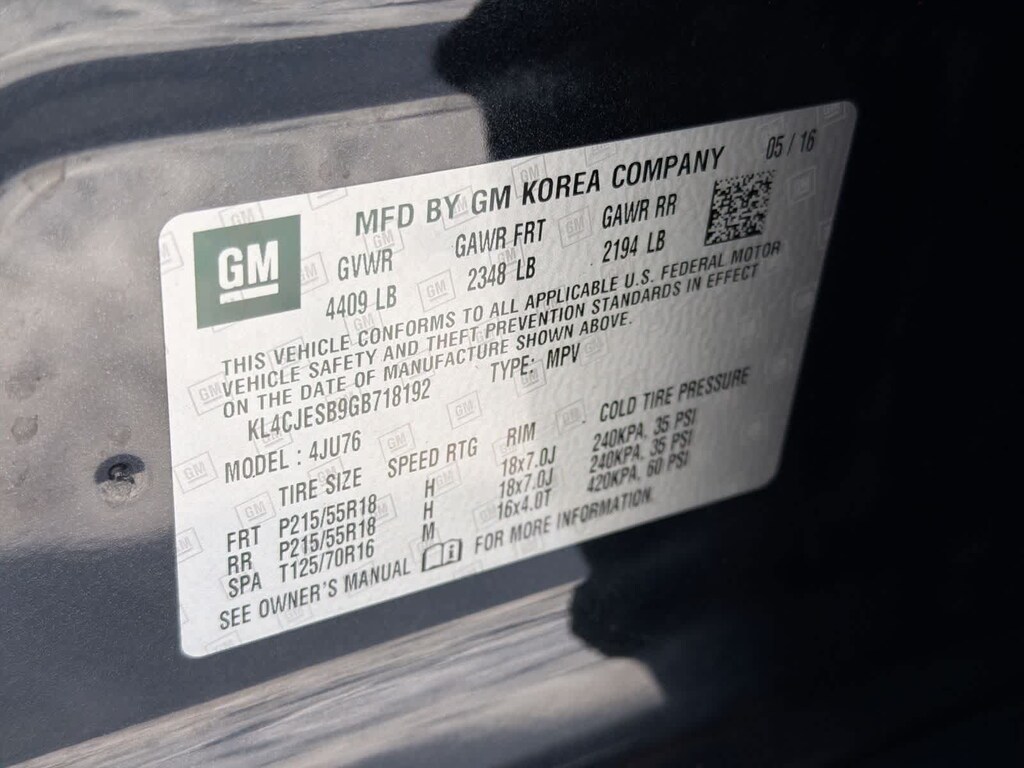 GM
MFD BY GM KOREA COMPANY 05 / 16
GVWR GAWR FRT GAWR RR
4409 LB 2348 LB 2194 LB
THIS VEHICLE CONFORMS TO ALL APPLICABLE U.S. FEDERAL MOTOR
VEHICLE SAFETY AND THEFT PREVENTION STANDARDS IN EFFECT
ON THE DATE OF MANUFACTURE SHOWN ABOVE.
KL4CJESB9GB718192 TYPE: MPV
MODEL : 4JU76
TIRE SIZE SPEED RTG RIM COLD TIRE PRESSURE
FRT P215/55R18 H 18x7.0J 240KPA, 35 PSI
RR P215/55R18 H 18x7.0J 240KPA, 35 PSI
SPA T125/70R16 M 16x4.0T 420KPA, 60 PSI
SEE OWNER'S MANUAL FOR MORE INFORMATION.